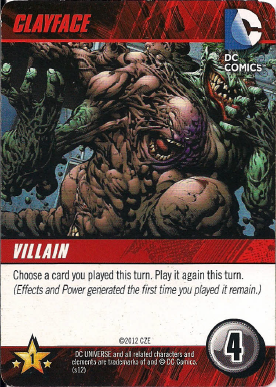 CLAYFACE
DC
DC
COMICS
VILLAIN
Choose a card you played this turn. Play it again this turn.
(Effects and Power generated the first time you played it remain.)
©2012 CZE
DC UNIVERSE and all related characters and
elements are trademarks of and © DC Comics.
(s12)
1
4